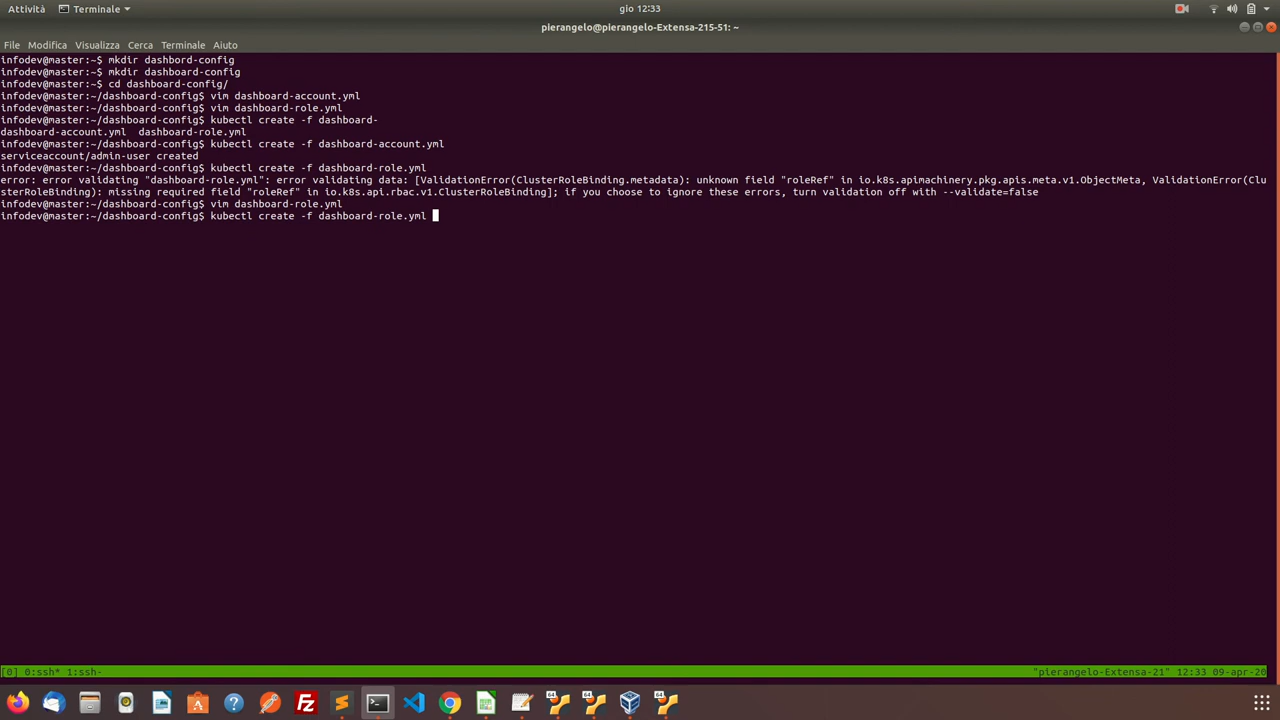 Attività Terminale gio 12:33
pierangelo@pierangelo-Extensa-215-51: ~
File Modifica Visualizza Cerca Terminale Aiuto
infodev@master:~$ mkdir dashbord-config
infodev@master:~$ mkdir dashboard-config
infodev@master:~$ cd dashboard-config/
infodev@master:~/dashboard-config$ vim dashboard-account.yml
infodev@master:~/dashboard-config$ vim dashboard-role.yml
infodev@master:~/dashboard-config$ kubectl create -f dashboard-
dashboard-account.yml dashboard-role.yml
infodev@master:~/dashboard-config$ kubectl create -f dashboard-account.yml
serviceaccount/admin-user created
infodev@master:~/dashboard-config$ kubectl create -f dashboard-role.yml
error: error validating "dashboard-role.yml": error validating data: [ValidationError(ClusterRoleBinding.metadata): unknown field "roleRef" in io.k8s.apimachinery.pkg.apis.meta.v1.ObjectMeta, ValidationError(Clu
sterRoleBinding): missing required field "roleRef" in io.k8s.api.rbac.v1.ClusterRoleBinding]; if you choose to ignore these errors, turn validation off with --validate=false
infodev@master:~/dashboard-config$ vim dashboard-role.yml
infodev@master:~/dashboard-config$ kubectl create -f dashboard-role.yml
[0] 0:ssh* 1:ssh- "pierangelo-Extensa-21" 12:33 09-apr-20